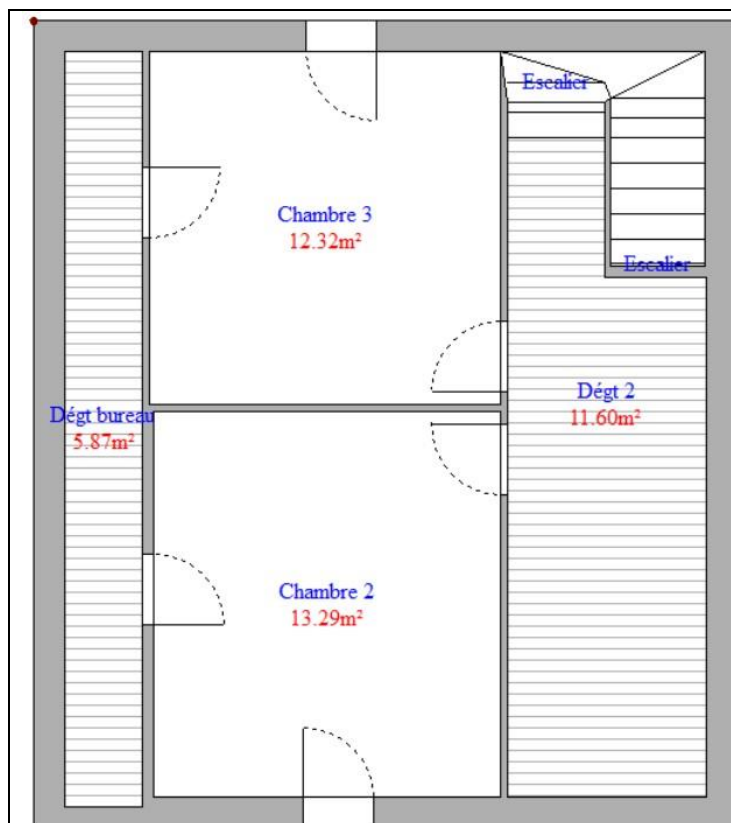 Escalier
Chambre 3
12.32m²
Escalier
Dégt 2
11.60m²
Dégt bureau
5.87m²
Chambre 2
13.29m²